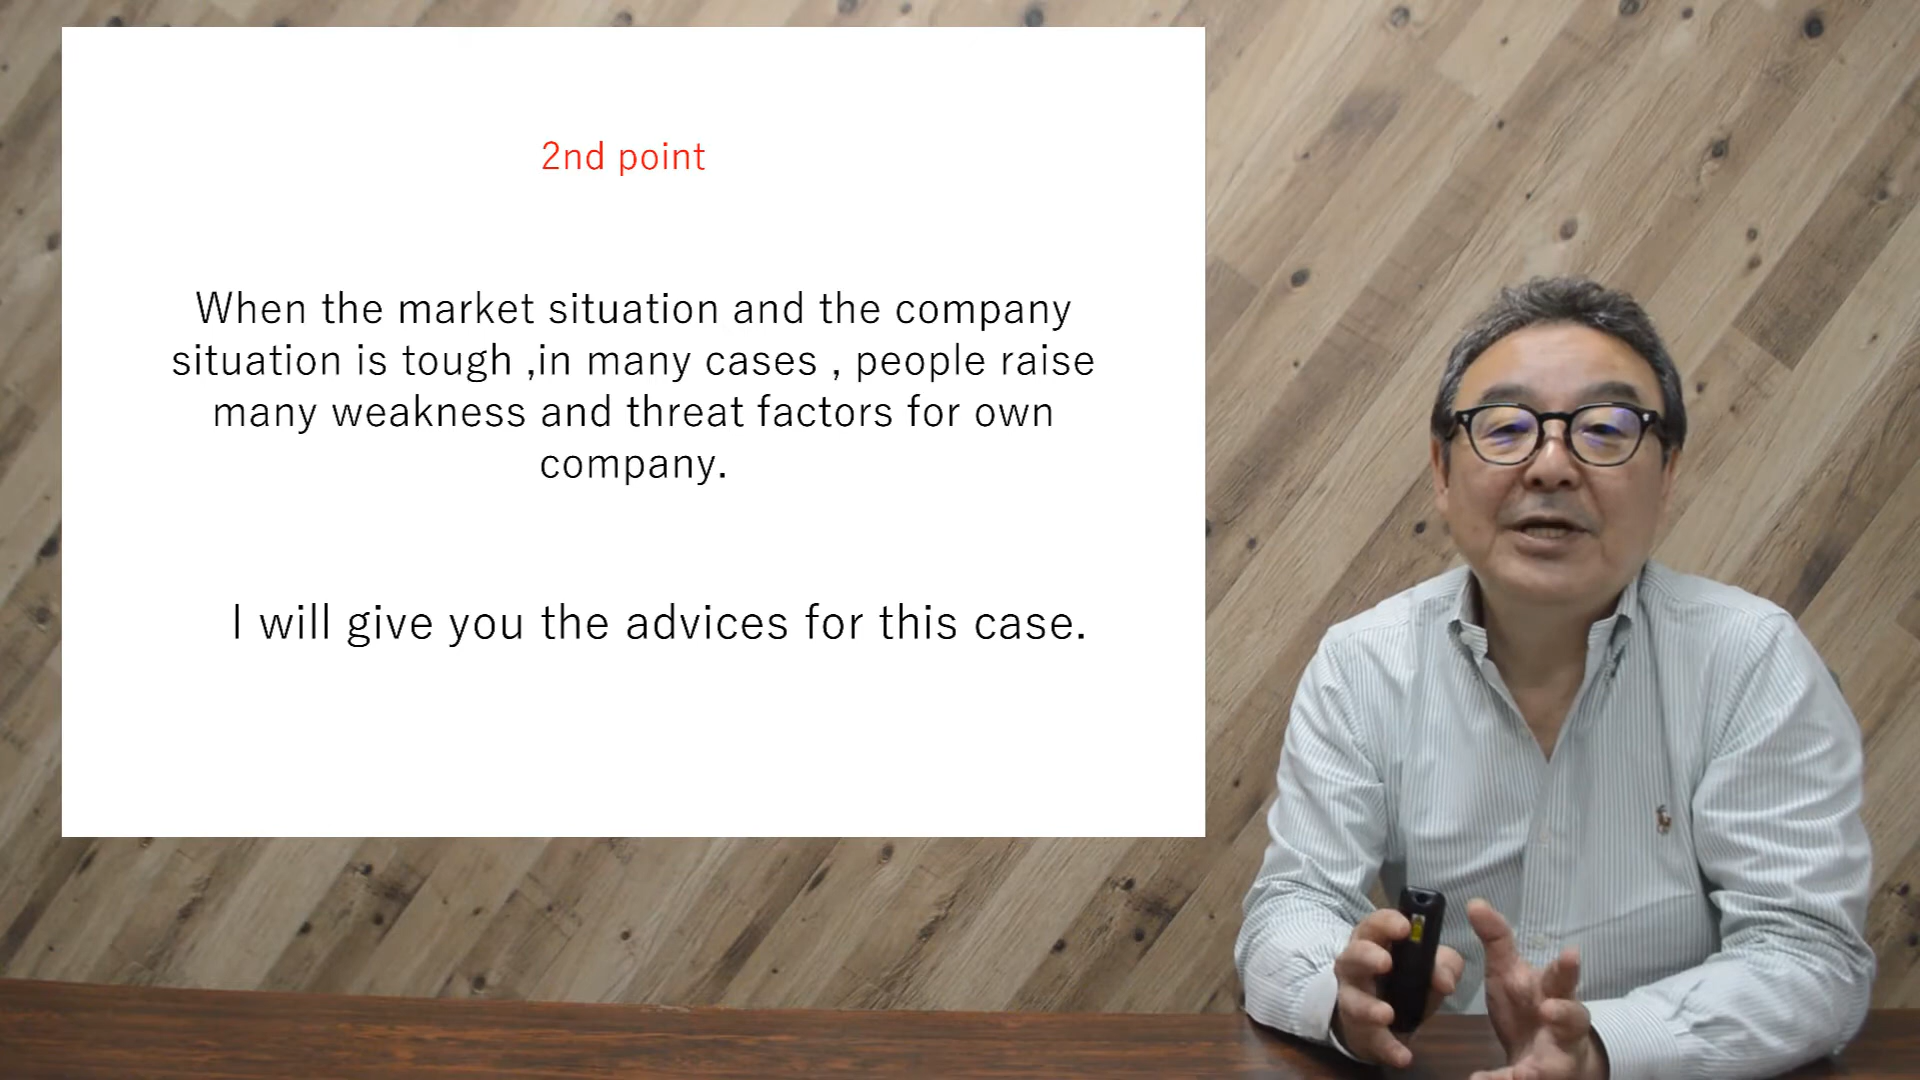 2nd point
When the market situation and the company
situation is tough ,in many cases , people raise
many weakness and threat factors for own
company.
I will give you the advices for this case.